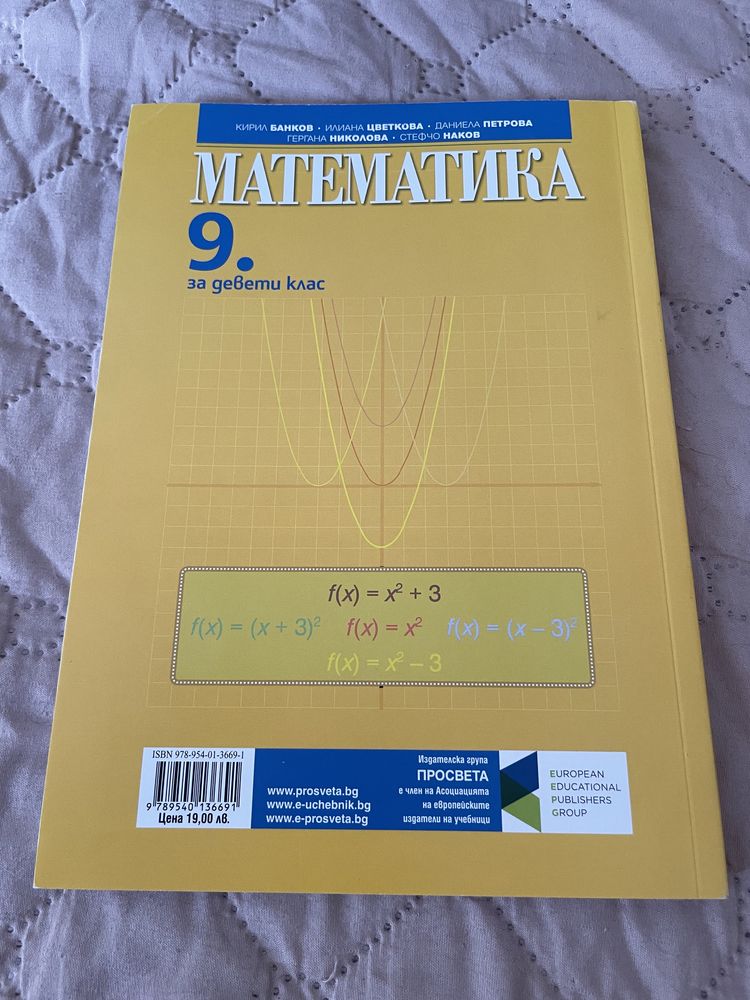 КИРИЛ БАНКОВ • ИЛИАНА ЦВЕТКОВА • ДАНИЕЛА ПЕТРОВА
ГЕРГАНА НИКОЛОВА • СТЕФЧО НАКОВ
МАТЕМАТИКА
9.
за девети клас
f(x) = x² + 3
f(x) = (x + 3)² f(x) = x² f(x) = (x – 3)²
f(x) = x² – 3
ISBN 978-954-01-3669-1
9 789540 136691
Цена 19,00 лв.
www.prosveta.bg
www.e-uchebnik.bg
www.e-prosveta.bg
Издателска група
ПРОСВЕТА
е член на Асоциацията
на европейските
издатели на учебници
EUROPEAN
EDUCATIONAL
PUBLISHERS
GROUP